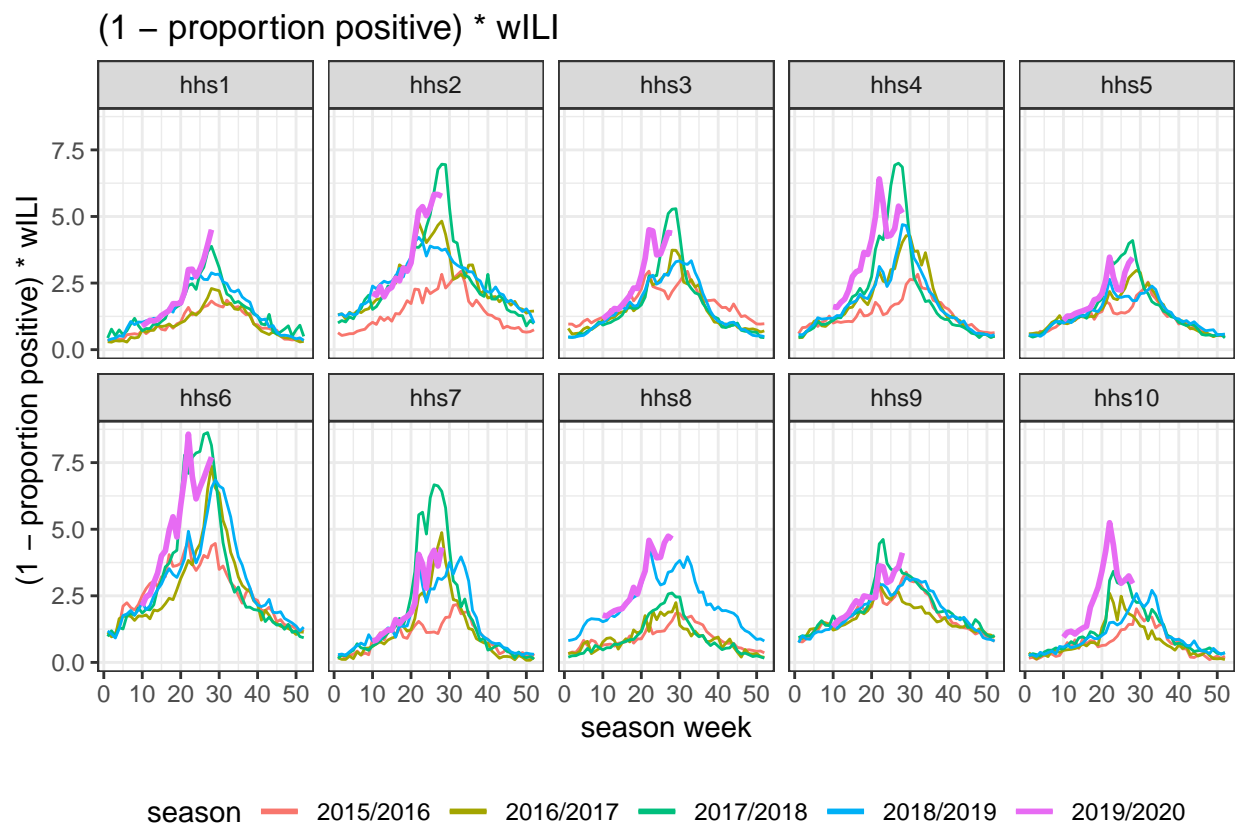 (1 − proportion positive) * wILI
hhs1 hhs2 hhs3 hhs4 hhs5
7.5
5.0
2.5
0.0
hhs6 hhs7 hhs8 hhs9 hhs10
7.5
5.0
2.5
0.0
(1 − proportion positive) * wILI
0 10 20 30 40 50 0 10 20 30 40 50 0 10 20 30 40 50 0 10 20 30 40 50 0 10 20 30 40 50
season week
season 2015/2016 2016/2017 2017/2018 2018/2019 2019/2020